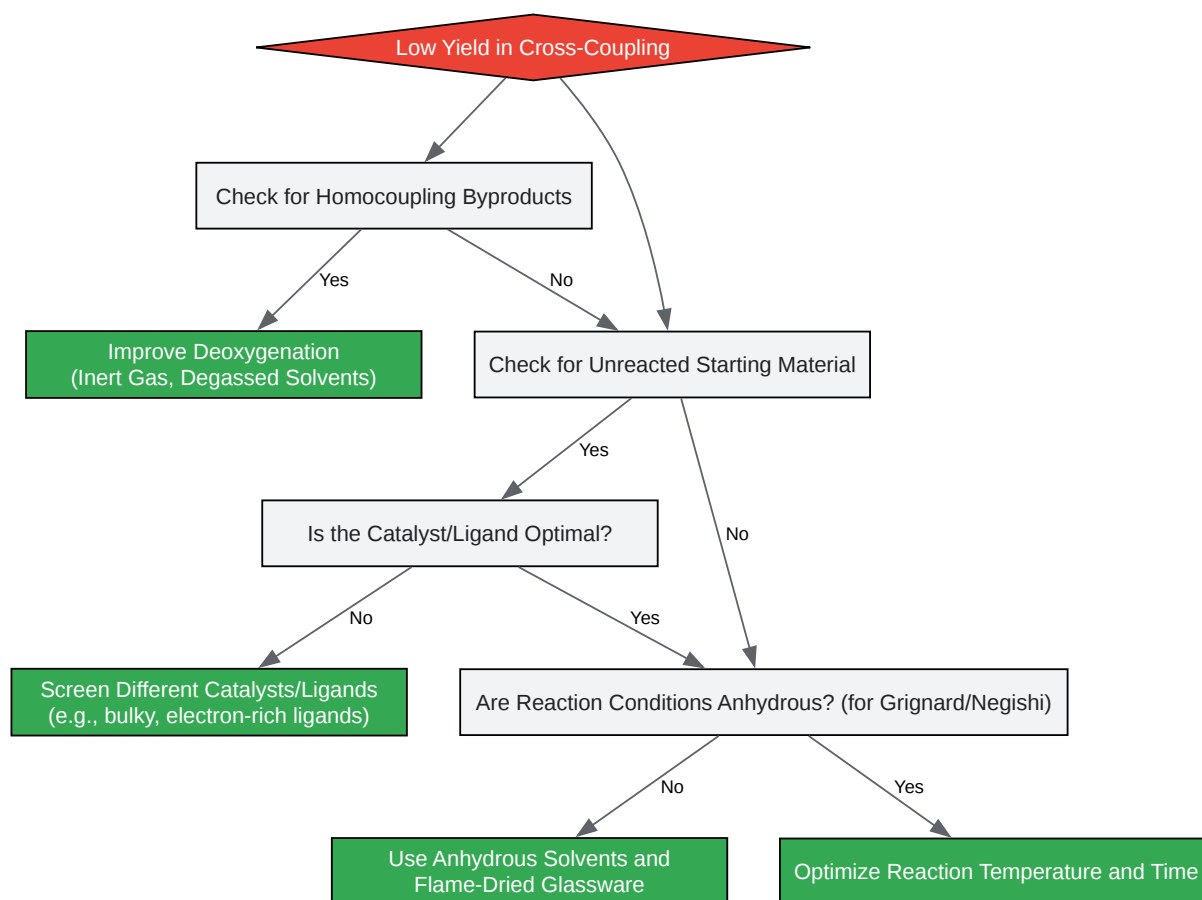 Low Yield in Cross-Coupling
Check for Homocoupling Byproducts
Yes
No
Improve Deoxygenation
(Inert Gas, Degassed Solvents)
Check for Unreacted Starting Material
Yes
No
Is the Catalyst/Ligand Optimal?
No
Yes
Screen Different Catalysts/Ligands
(e.g., bulky, electron-rich ligands)
Are Reaction Conditions Anhydrous? (for Grignard/Negishi)
No
Yes
Use Anhydrous Solvents and
Flame-Dried Glassware
Optimize Reaction Temperature and Time